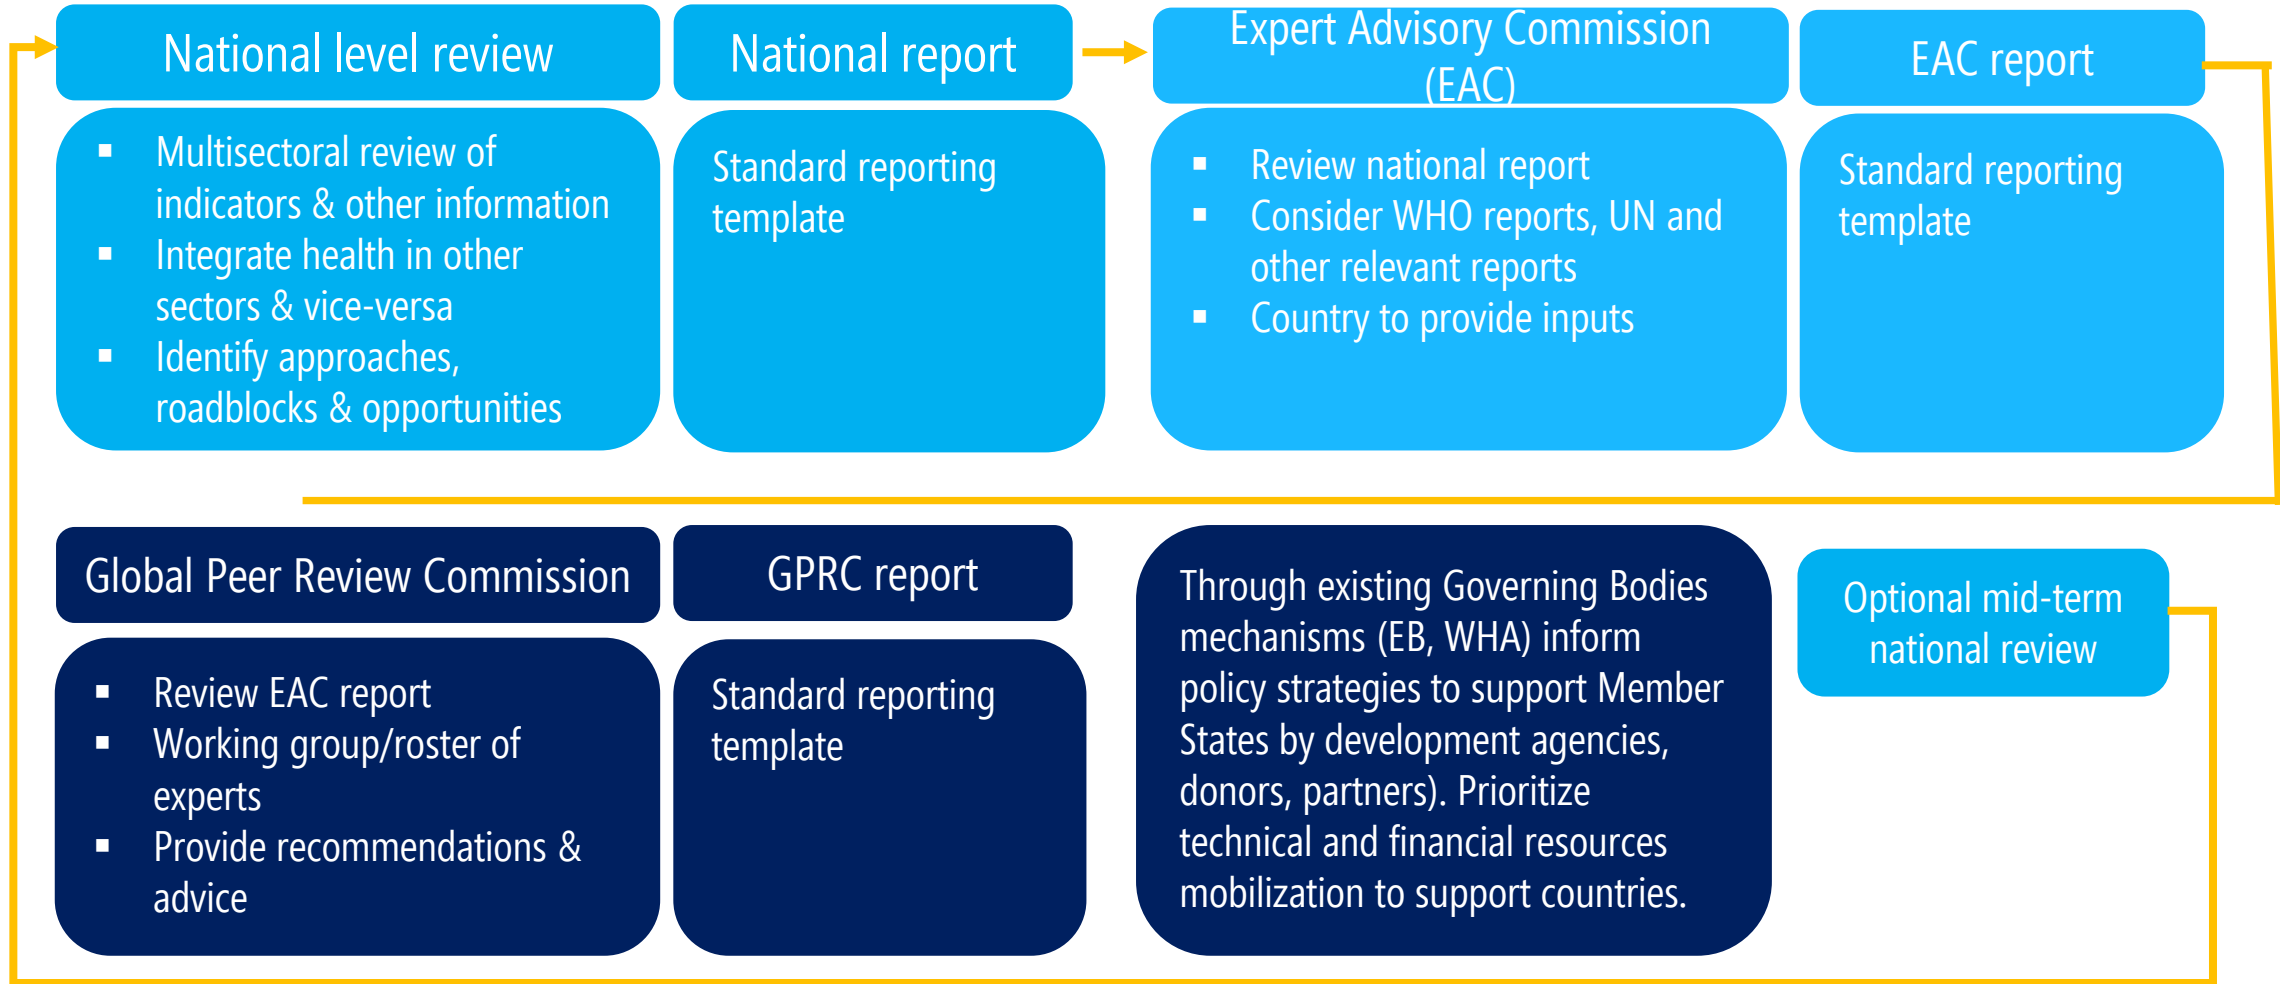 National level review
National report
Expert Advisory Commission
(EAC)
EAC report
▪ Multisectoral review of
indicators & other information
▪ Integrate health in other
sectors & vice-versa
▪ Identify approaches,
roadblocks & opportunities
Standard reporting
template
▪ Review national report
▪ Consider WHO reports, UN and
other relevant reports
▪ Country to provide inputs
Standard reporting
template
Global Peer Review Commission
GPRC report
▪ Review EAC report
▪ Working group/roster of
experts
▪ Provide recommendations &
advice
Standard reporting
template
Through existing Governing Bodies
mechanisms (EB, WHA) inform
policy strategies to support Member
States by development agencies,
donors, partners). Prioritize
technical and financial resources
mobilization to support countries.
Optional mid-term
national review